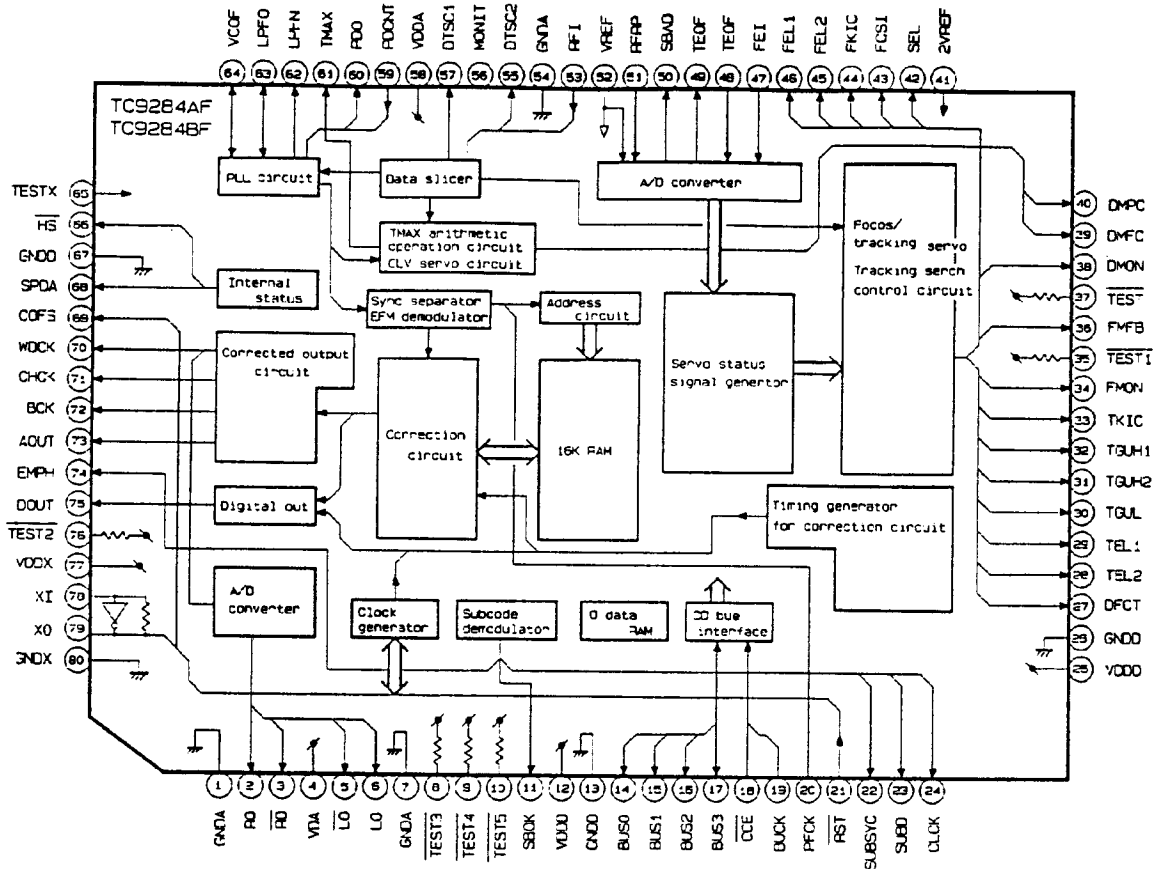 VCOF LPFO LPFN TMAX PDO PDCNT VDDA DTSC1 MONIT DTSC2 GNDA RFI VREF RFRP SBAD TEOF TEOF FEI FEL1 FEL2 FKIC FCSI SEL 2VREF
64 63 62 61 60 59 58 57 56 55 54 53 52 51 50 49 48 47 46 45 44 43 42 41
TC9284AF
TC9284BF
PLL circuit
Data slicer
A/D converter
TMAX arithmetic
operation circuit
CLV servo circuit
Focos/
tracking servo
Tracking serch
control circuit
Internal
status
Sync separator
EFM demodulator
Address
circuit
Corrected output
circuit
Servo status
signal gentor
Correction
circuit
16K RAM
Digital out
Timing generator
for correction circuit
A/D
converter
Clock
generator
Subcode
demodulator
Q data
RAM
CD bus
interface
TESTX 65
HS 66
GNDD 67
SPDA 68
COFS 69
WDCK 70
CHCK 71
BCK 72
AOUT 73
EMPH 74
DOUT 75
TEST2 76
VDDX 77
XI 78
XO 79
GNDX 80
40 DMPC
39 DMFC
38 DMON
37 TEST
36 FMFB
35 TEST1
34 FMON
33 TKIC
32 TGUH1
31 TGUH2
30 TGUL
29 TEL1
28 TEL2
27 DFCT
26 GNDD
25 VDDD
1 2 3 4 5 6 7 8 9 10 11 12 13 14 15 16 17 18 19 20 21 22 23 24
GNDA RO RO VDA LO LO GNDA TEST3 TEST4 TEST5 SBOK VDDD GNDD BUS0 BUS1 BUS2 BUS3 CCE BUCK PFCK RST SUBSYC SUBD CLCK